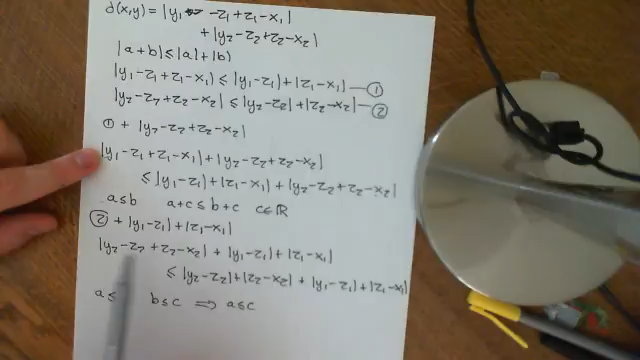 d(x,y) = |y₁ - z₁ + z₁ - x₁|
+ |y₂ - z₂ + z₂ - x₂|
|a+b| ≤ |a| + |b|
|y₁ - z₁ + z₁ - x₁| ≤ |y₁ - z₁| + |z₁ - x₁| — ①
|y₂ - z₂ + z₂ - x₂| ≤ |y₂ - z₂| + |z₂ - x₂| — ②
① + |y₂ - z₂ + z₂ - x₂|
|y₁ - z₁ + z₁ - x₁| + |y₂ - z₂ + z₂ - x₂|
≤ |y₁ - z₁| + |z₁ - x₁| + |y₂ - z₂ + z₂ - x₂|
a ≤ b a + c ≤ b + c c ∈ ℝ
② + |y₁ - z₁| + |z₁ - x₁|
|y₂ - z₂ + z₂ - x₂| + |y₁ - z₁| + |z₁ - x₁|
≤ |y₂ - z₂| + |z₂ - x₂| + |y₁ - z₁| + |z₁ - x₁|
a ≤ b ≤ c ⇒ a ≤ c